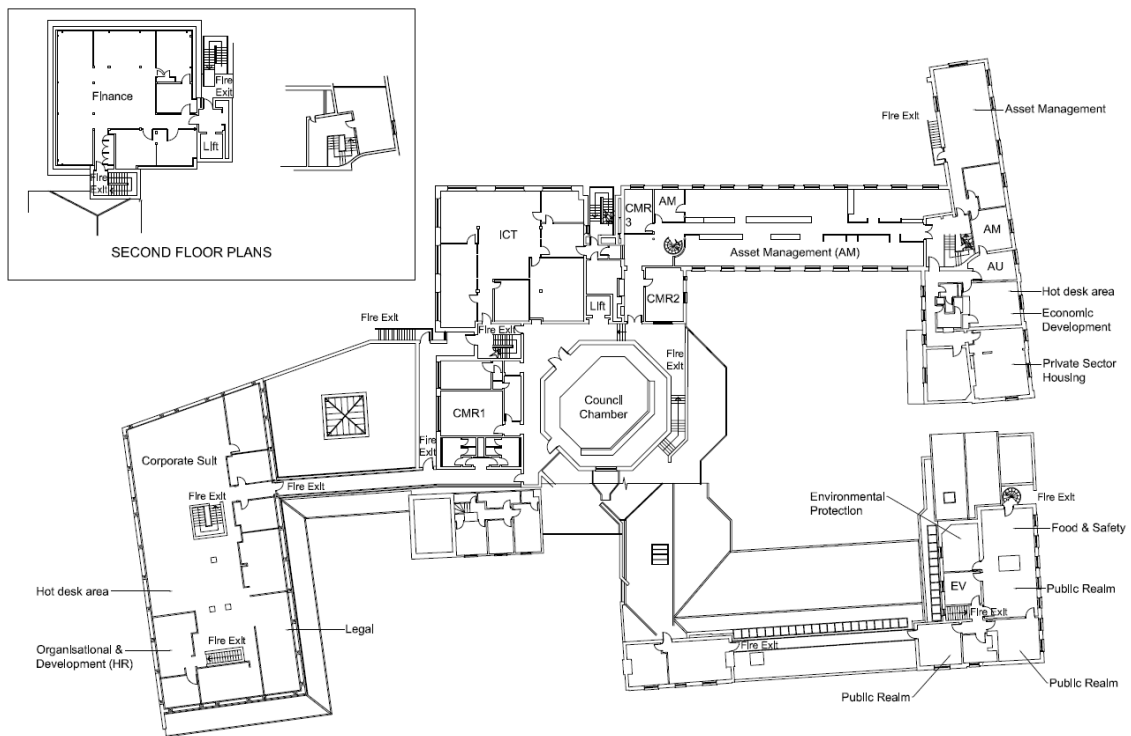 Finance
Fire
Exit
Lift
Fire
Exit
SECOND FLOOR PLANS
Fire Exit
Asset Management
CMR
3
AM
ICT
AM
Asset Management (AM)
AU
CMR2
Hot desk area
Lift
Economic
Development
Fire Exit
Fire Exit
Fire
Exit
Private Sector
Housing
Council
Chamber
CMR1
Fire
Exit
Corporate Suit
Fire Exit
Fire Exit
Environmental
Protection
Fire Exit
Food & Safety
EV
Public Realm
Hot desk area
Fire Exit
Legal
Fire Exit
Organisational &
Development (HR)
Fire Exit
Public Realm
Public Realm